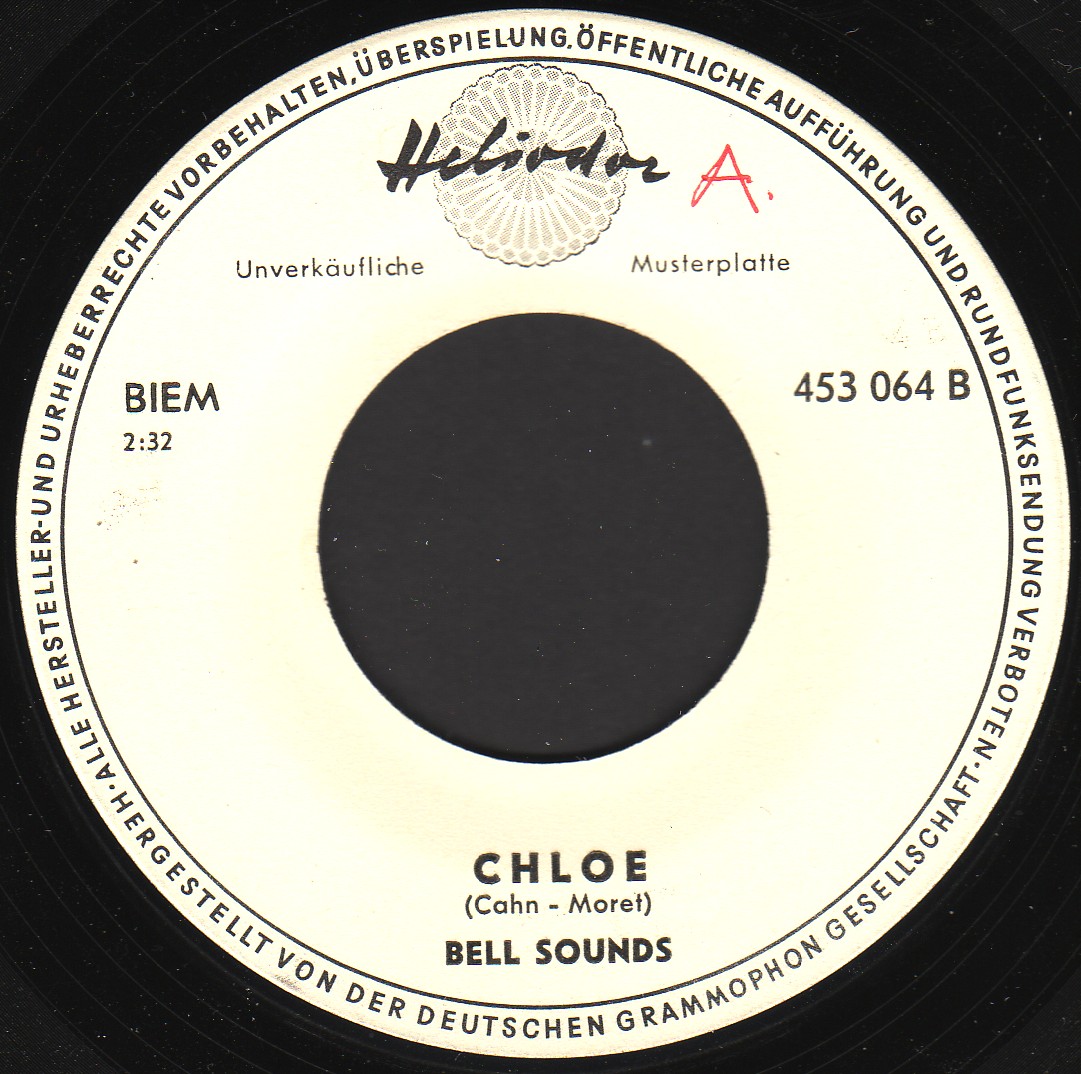 ALLE HERSTELLER-UND URHEBERRECHTE VORBEHALTEN, ÜBERSPIELUNG, ÖFFENTLICHE AUFFÜHRUNG UND RUNDFUNKSENDUNG VERBOTEN·
Heliodor A.
Unverkäufliche Musterplatte
BIEM 453 064 B
2:32
CHLOE
(Cahn - Moret)
BELL SOUNDS
HERGESTELLT VON DER DEUTSCHEN GRAMMOPHON GESELLSCHAFT·